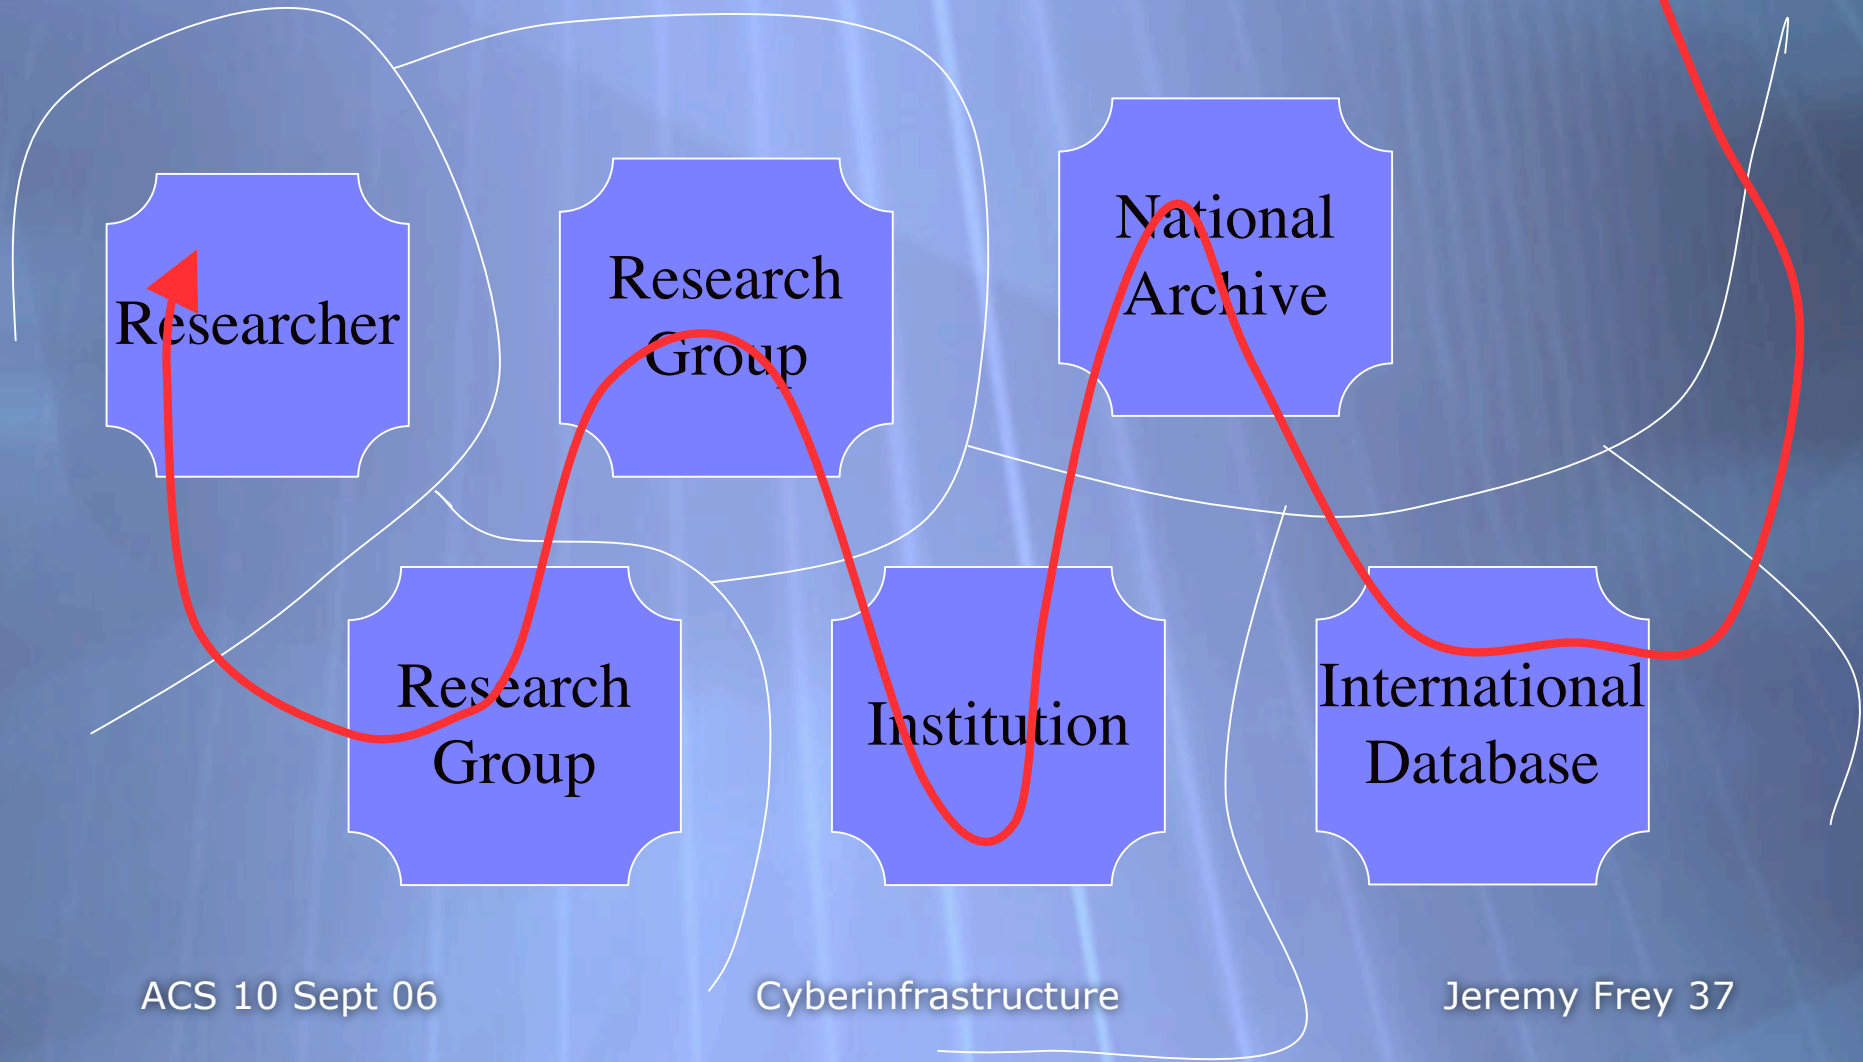 Researcher
Research
Group
National
Archive
Research
Group
Institution
International
Database
ACS 10 Sept 06
Cyberinfrastructure
Jeremy Frey 37